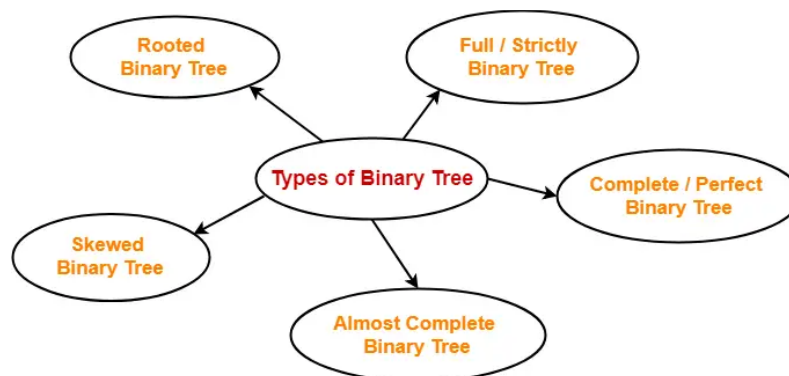 Rooted
Binary Tree
Full / Strictly
Binary Tree
Types of Binary Tree
Complete / Perfect
Binary Tree
Skewed
Binary Tree
Almost Complete
Binary Tree